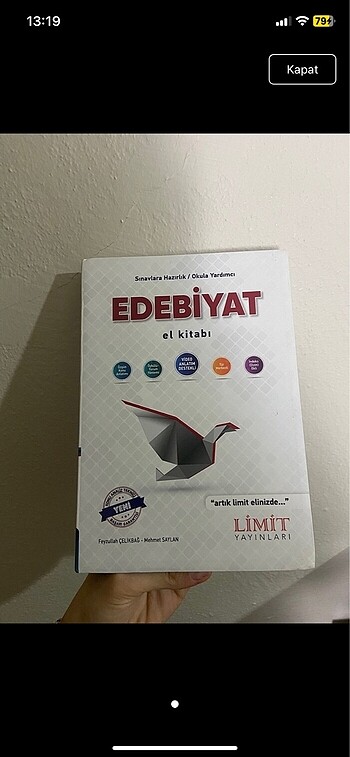 13:19
79
Kapat
Sınavlara Hazırlık / Okula Yardımcı
EDEBİYAT
el kitabı
VİDEO
ANLATIM
DESTEKLİ
YENİ
"artık limit elinizde..."
LİMİT
YAYINLARI
Feyzullah ÇELİKBAĞ - Mehmet SAYLAN